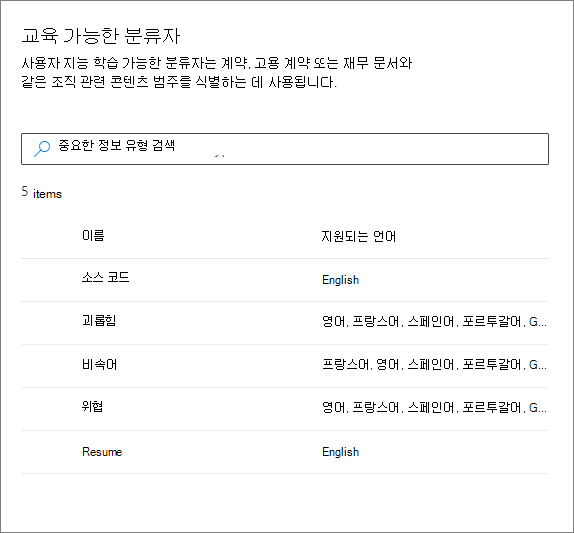 교육 가능한 분류자
사용자 지능 학습 가능한 분류자는 계약, 고용 계약 또는 재무 문서와
같은 조직 관련 콘텐츠 범주를 식별하는 데 사용됩니다.
중요한 정보 유형 검색
5 items
이름 지원되는 언어
소스 코드 English
괴롭힘 영어, 프랑스어, 스페인어, 포르투갈어, G...
비속어 프랑스어, 영어, 스페인어, 포르투갈어, G...
위협 영어, 프랑스어, 스페인어, 포르투갈어, G...
Resume English